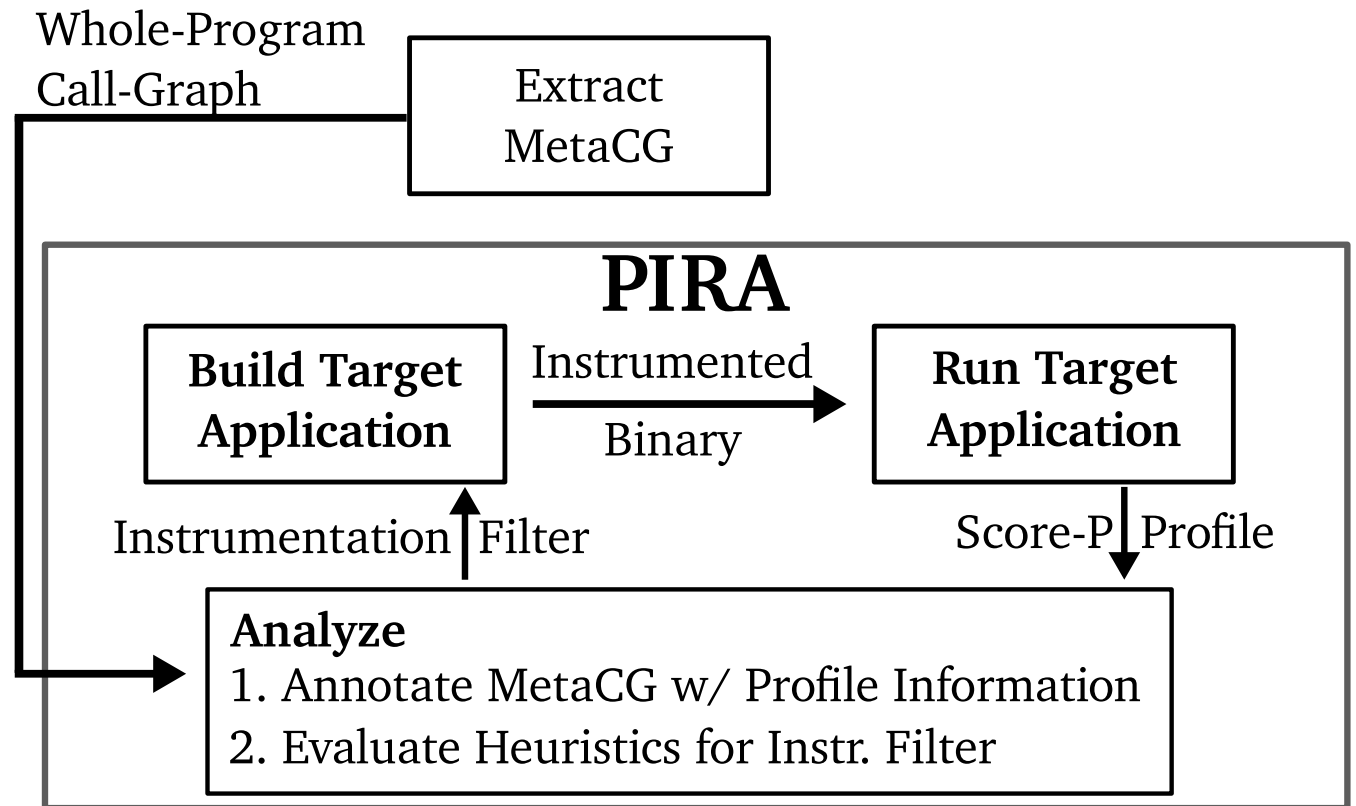 Whole-Program
Call-Graph
Extract
MetaCG
PIRA
Build Target
Application
Instrumented
Binary
Run Target
Application
Instrumentation Filter
Score-P Profile
Analyze
1. Annotate MetaCG w/ Profile Information
2. Evaluate Heuristics for Instr. Filter